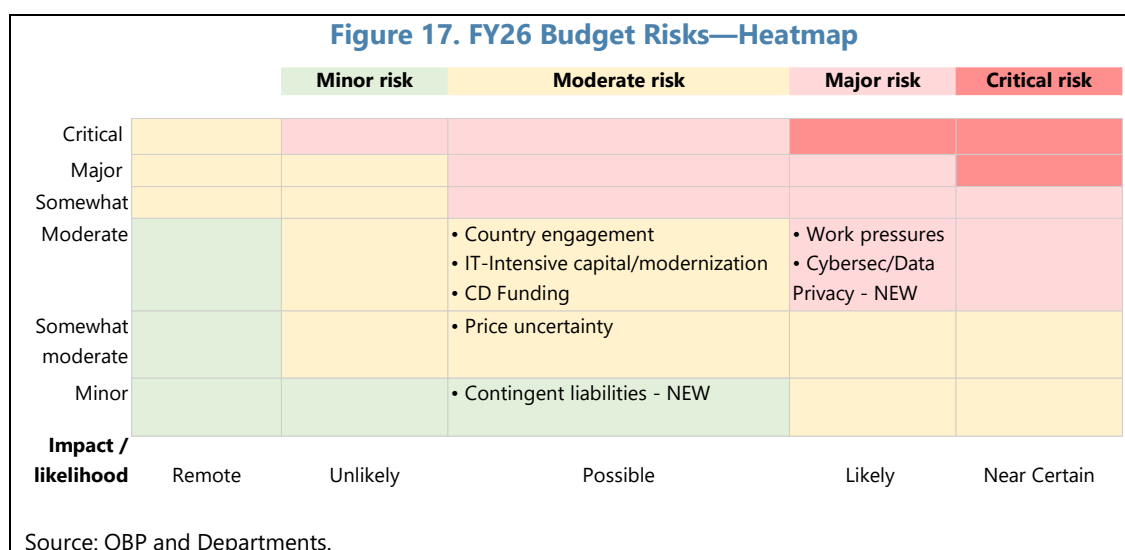 Figure 17. FY26 Budget Risks—Heatmap
Minor risk Moderate risk Major risk Critical risk
Critical
Major
Somewhat
Moderate • Country engagement • Work pressures
• IT-Intensive capital/modernization • Cybersec/Data
• CD Funding Privacy - NEW
Somewhat • Price uncertainty
moderate
Minor • Contingent liabilities - NEW
Impact /
likelihood Remote Unlikely Possible Likely Near Certain
Source: OBP and Departments.